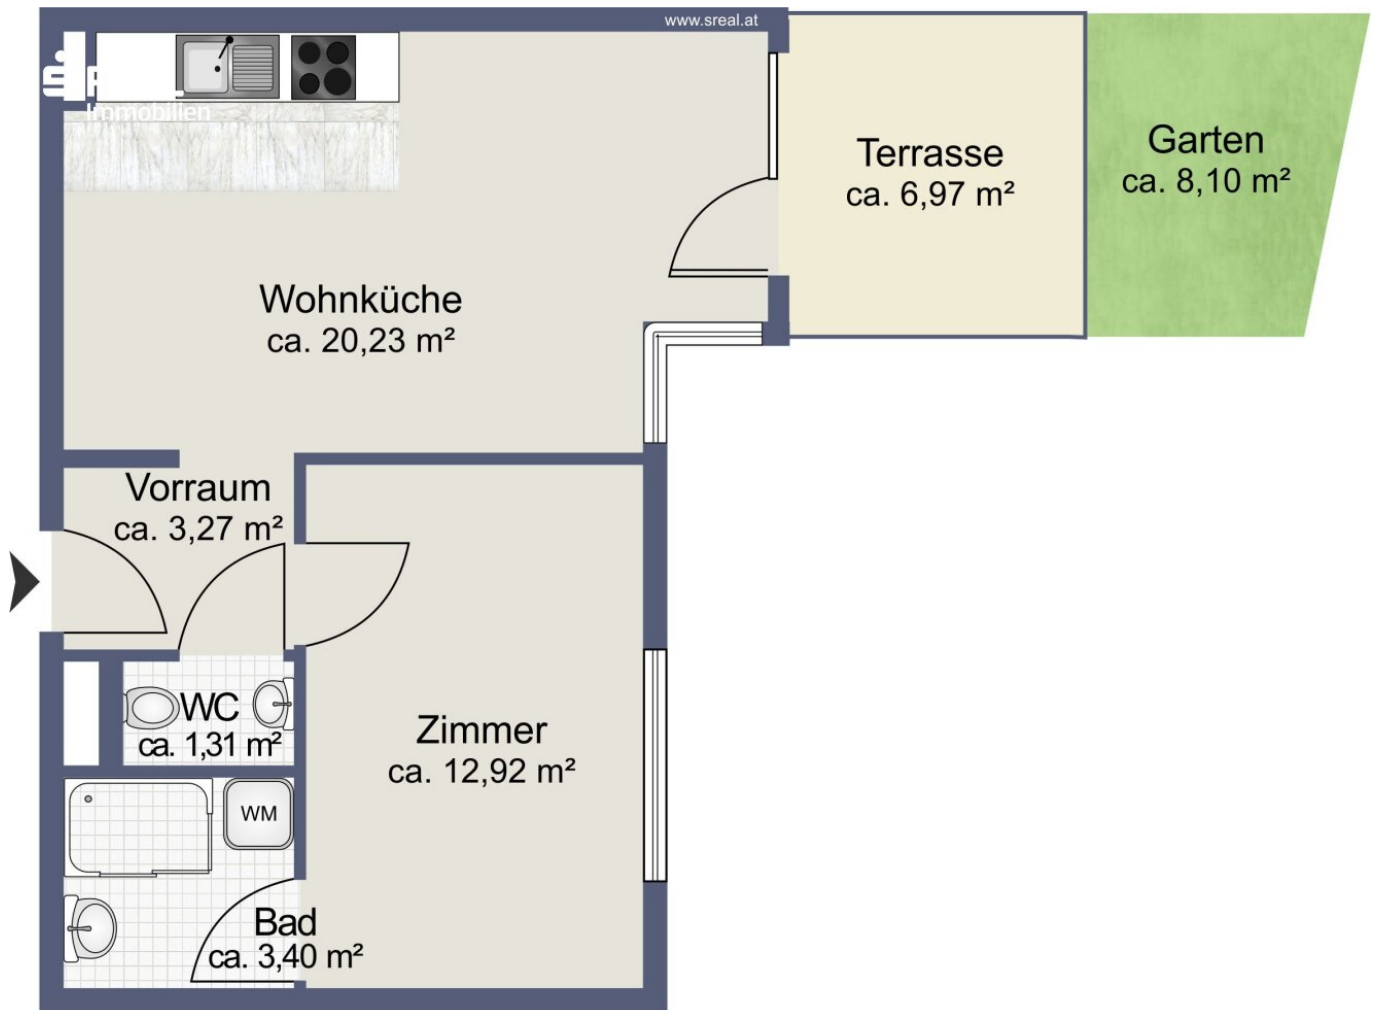 www.sreal.at
Immobilien
Terrasse
ca. 6,97 m²
Garten
ca. 8,10 m²
Wohnküche
ca. 20,23 m²
Vorraum
ca. 3,27 m²
WC
ca. 1,31 m²
Zimmer
ca. 12,92 m²
WM
Bad
ca. 3,40 m²